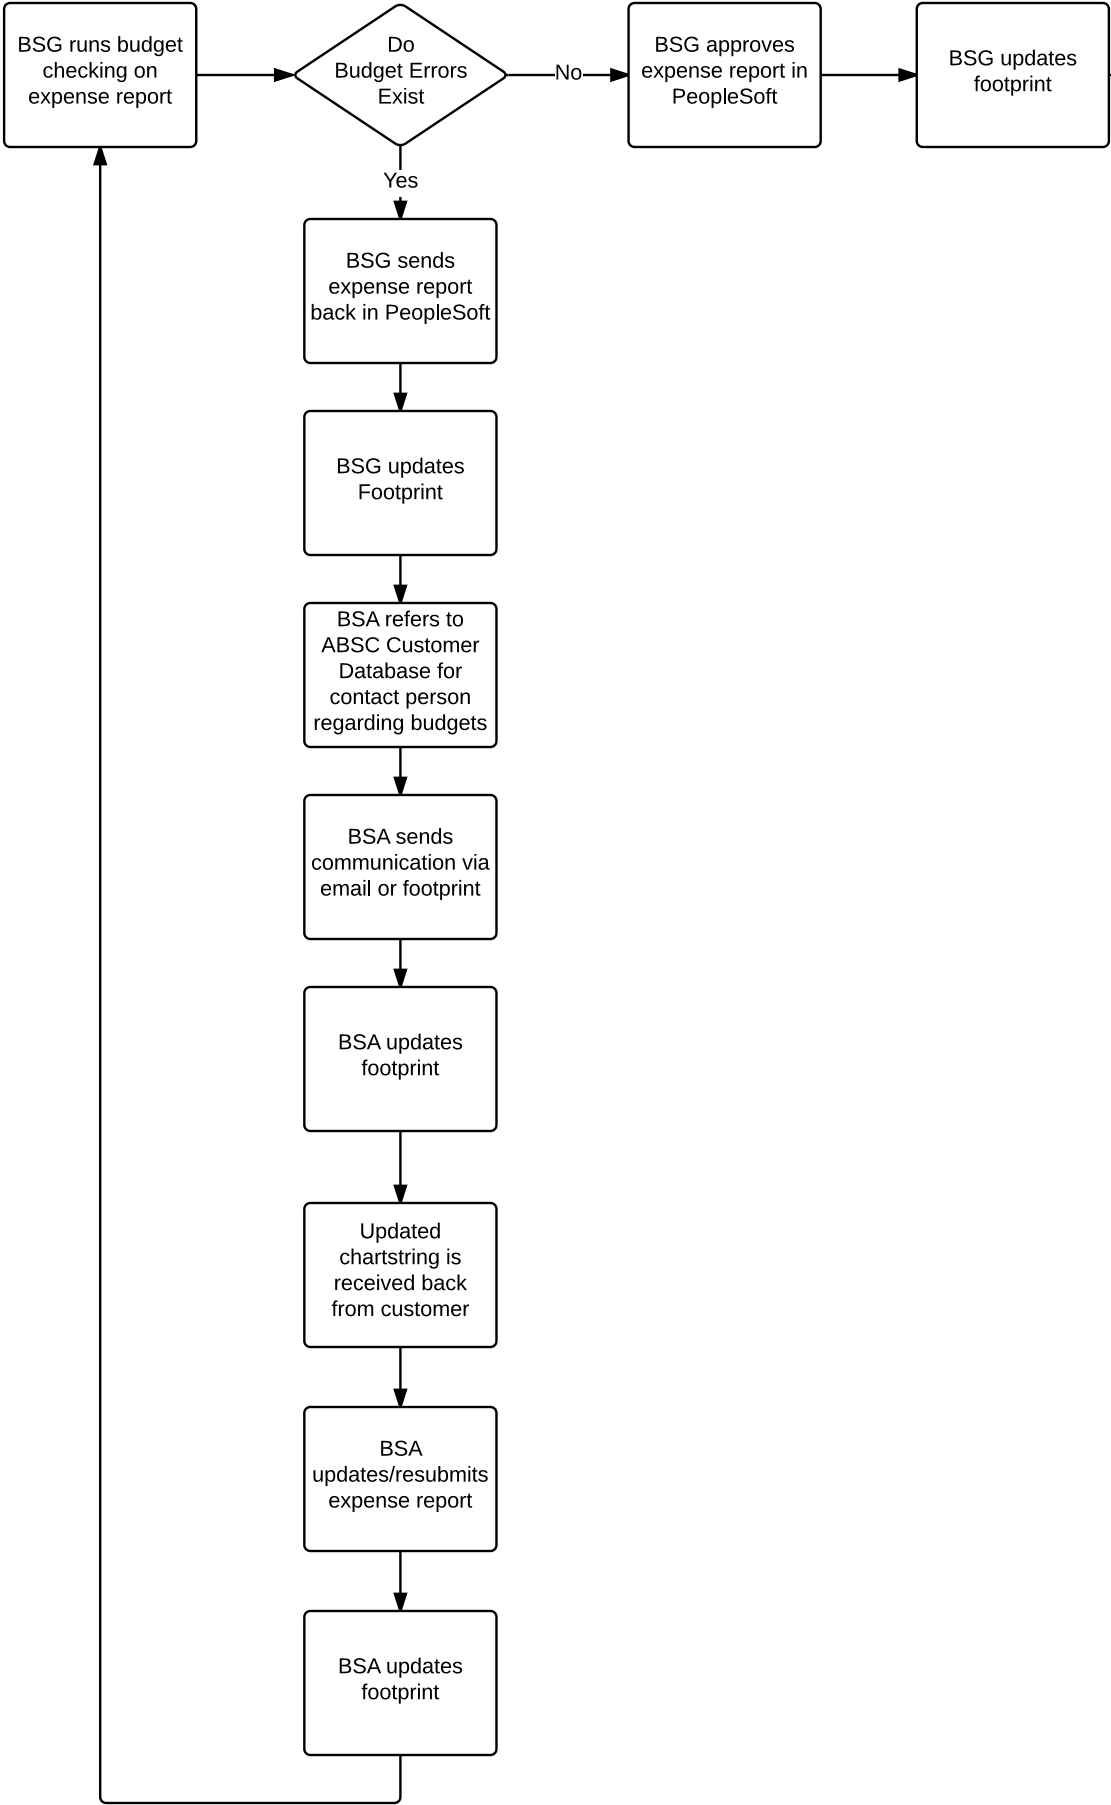 BSG runs budget
checking on
expense report
Do
Budget Errors
Exist
No
BSG approves
expense report in
PeopleSoft
BSG updates
footprint
Yes
BSG sends
expense report
back in PeopleSoft
BSG updates
Footprint
BSA refers to
ABSC Customer
Database for
contact person
regarding budgets
BSA sends
communication via
email or footprint
BSA updates
footprint
Updated
chartstring is
received back
from customer
BSA
updates/resubmits
expense report
BSA updates
footprint